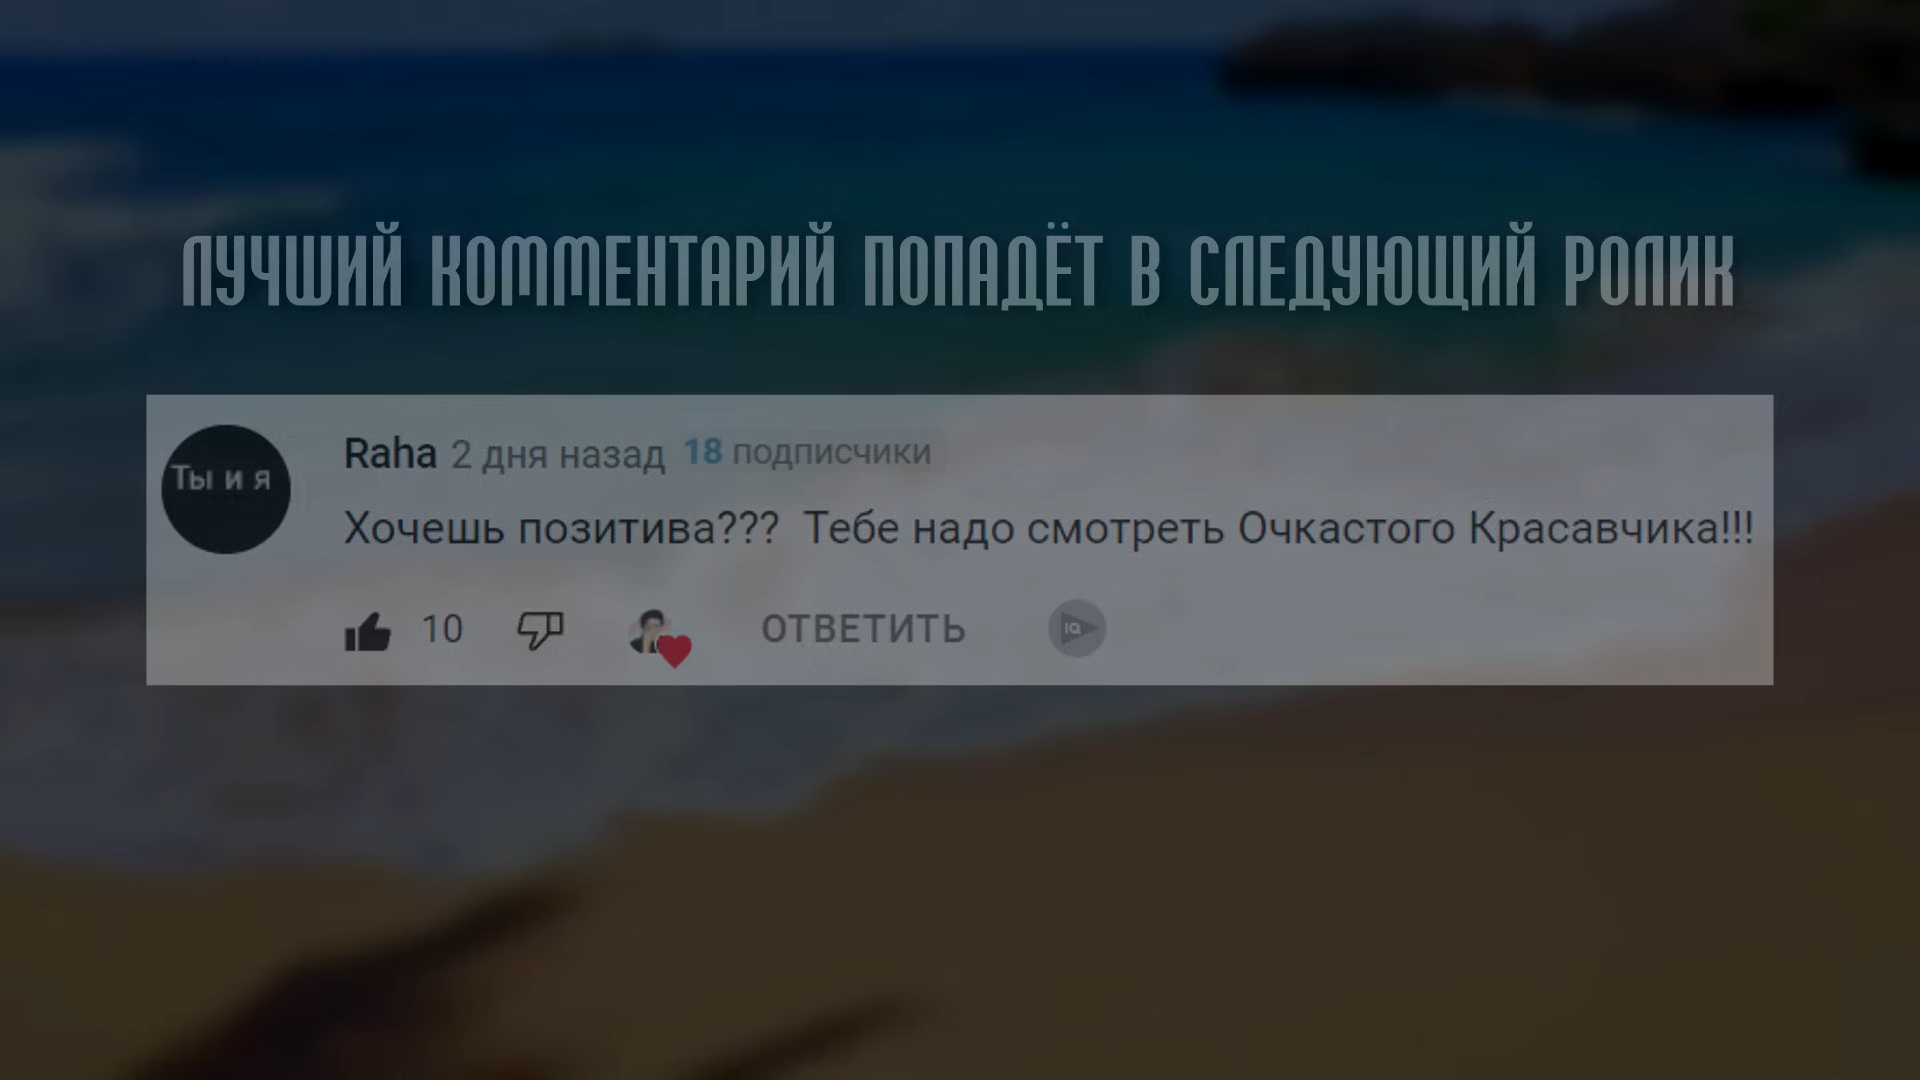 ЛУЧШИЙ КОММЕНТАРИЙ ПОПАДЁТ В СЛЕДУЮЩИЙ РОЛИК
Ты и я
Raha 2 дня назад 18 подписчики
Хочешь позитива??? Тебе надо смотреть Очкастого Красавчика!!!
10 ОТВЕТИТЬ IQ